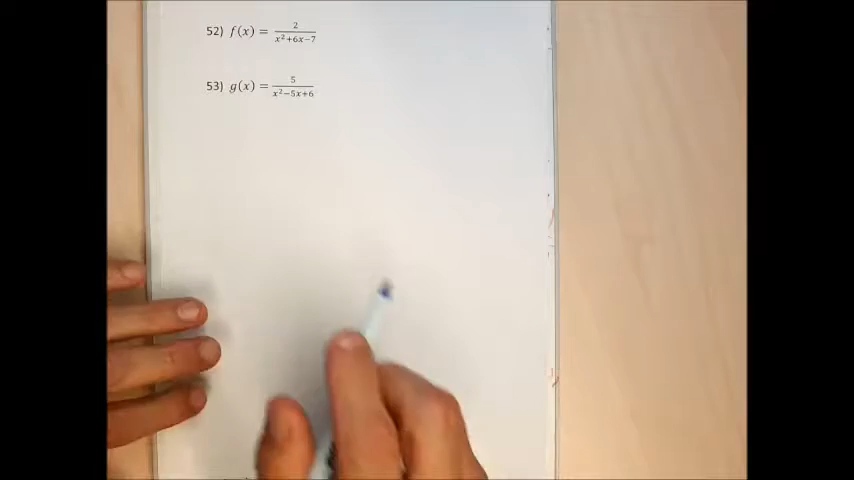 52) f(x) = 2/(x²+6x−7)
53) g(x) = 5/(x²−5x+6)